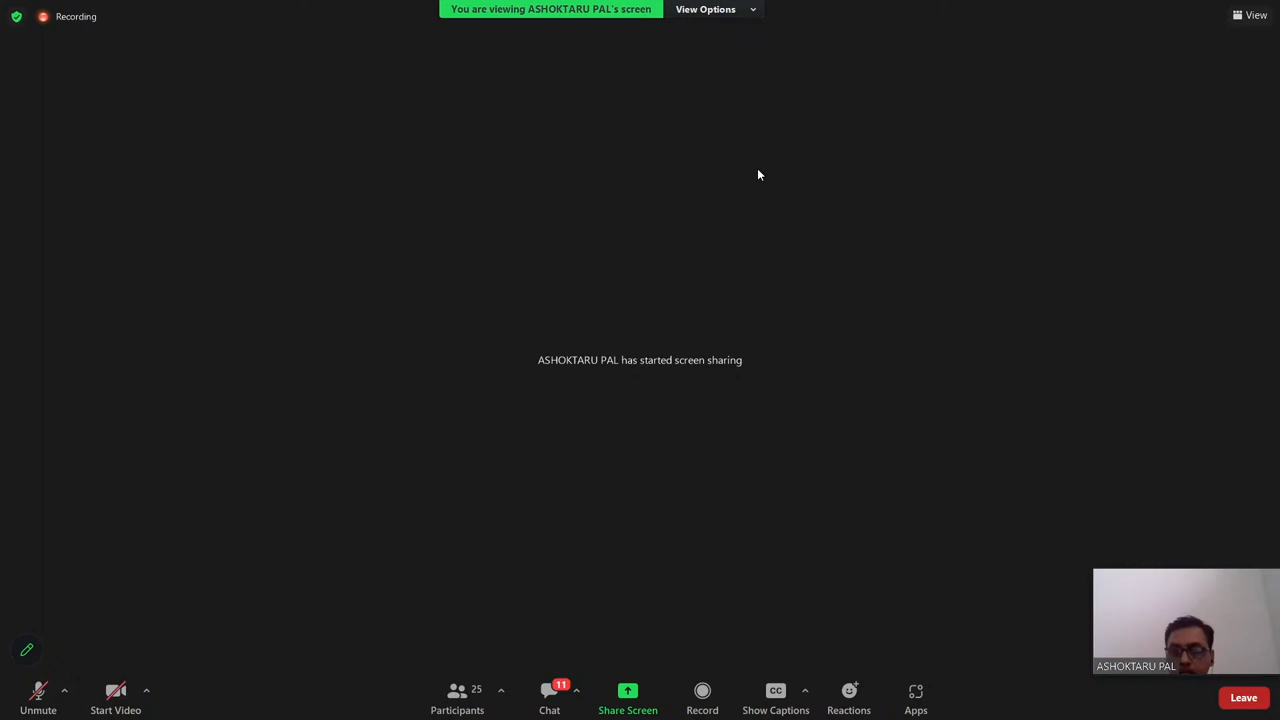 Recording
You are viewing ASHOKTARU PAL's screen
View Options
View
ASHOKTARU PAL has started screen sharing
ASHOKTARU PAL
Unmute
Start Video
25
Participants
11
Chat
Share Screen
Record
CC
Show Captions
Reactions
Apps
Leave